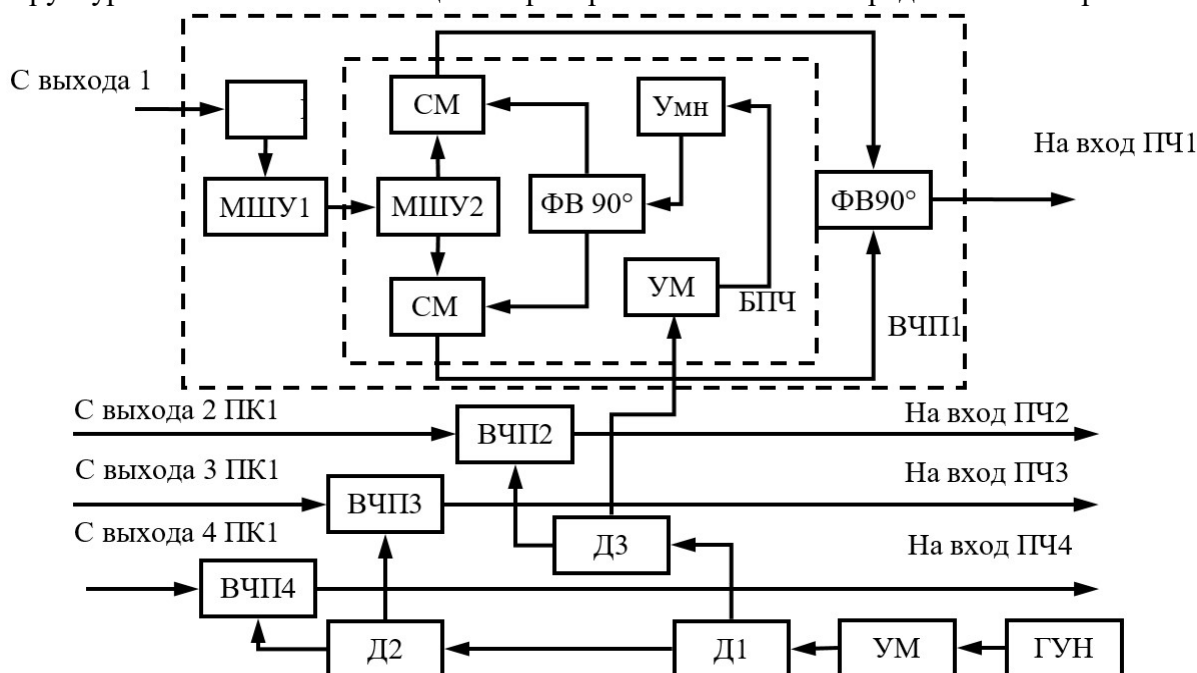 С выхода 1
СМ
Умн
На вход ПЧ1
МШУ1
МШУ2
ФВ 90°
ФВ90°
УМ
БПЧ
СМ
ВЧП1
С выхода 2 ПК1
На вход ПЧ2
ВЧП2
С выхода 3 ПК1
На вход ПЧ3
ВЧП3
С выхода 4 ПК1
Д3
На вход ПЧ4
ВЧП4
Д2
Д1
УМ
ГУН